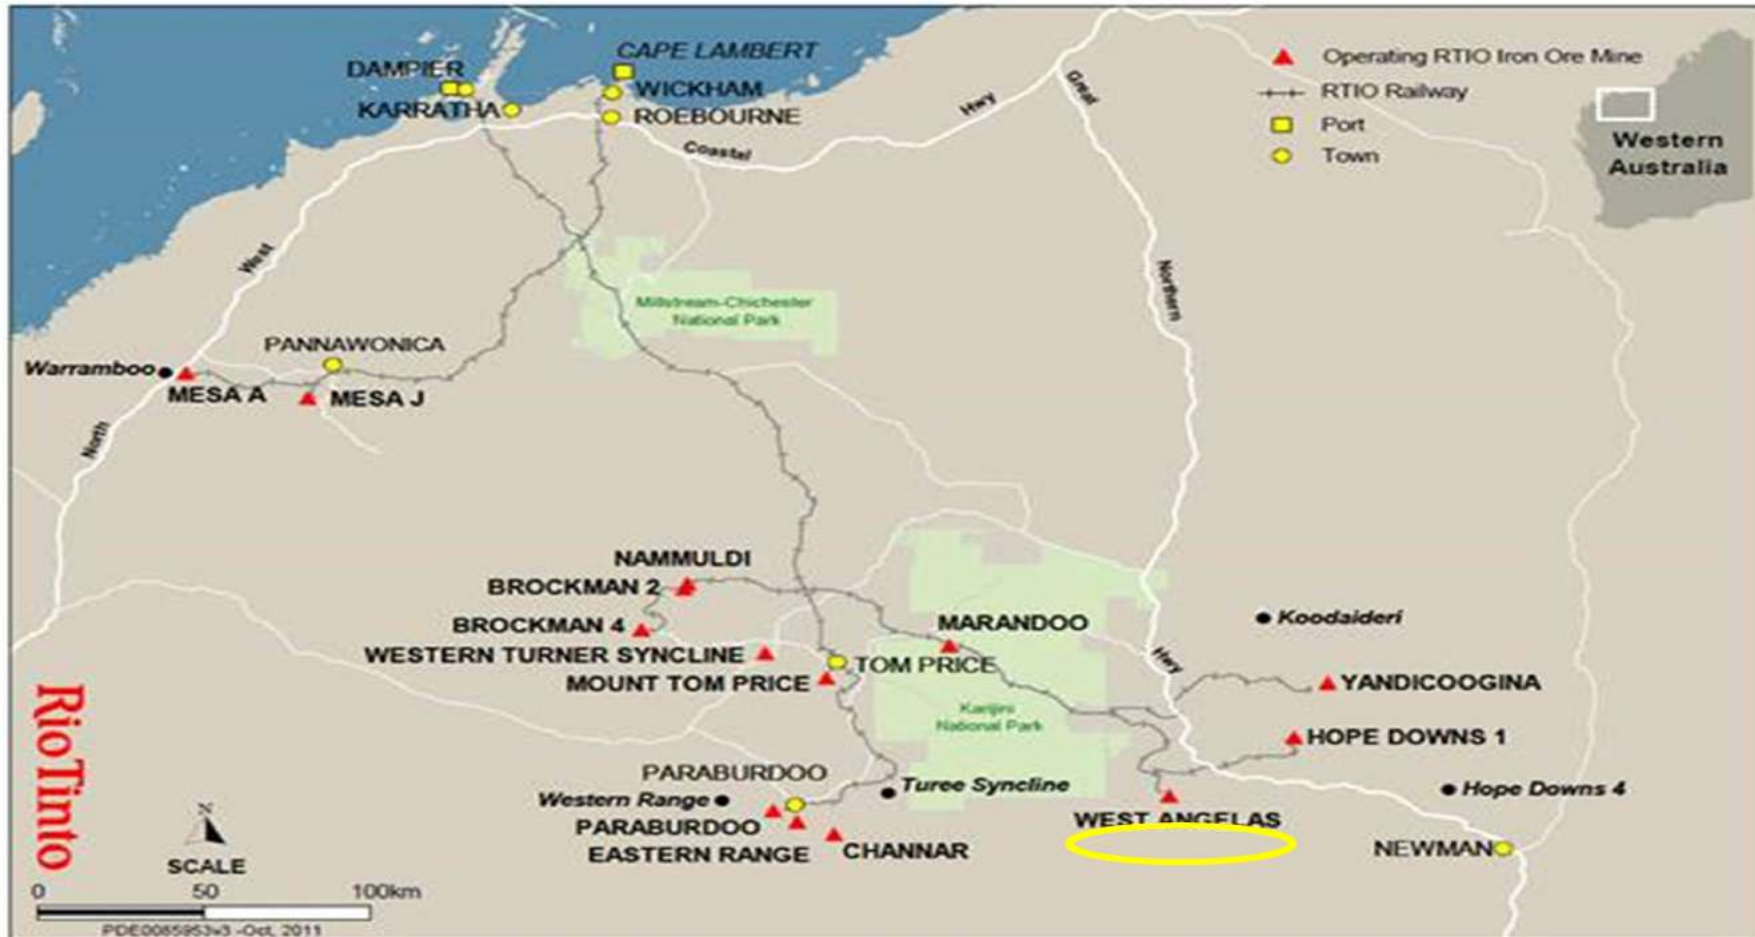 CAPE LAMBERT
DAMPIER
WICKHAM
KARRATHA
ROEBOURNE
Operating RTIO Iron Ore Mine
RTIO Railway
Port
Town
Western
Australia
Great
Hwy
Coastal
West
Northern
Millstream-Chichester
National Park
PANNAWONICA
Warramboo
MESA A
MESA J
North
NAMMULDI
BROCKMAN 2
BROCKMAN 4
MARANDOO
Koodaideri
WESTERN TURNER SYNCLINE
TOM PRICE
Hwy
MOUNT TOM PRICE
YANDICOOGINA
Karijini
National Park
HOPE DOWNS 1
PARABURDOO
Turee Syncline
Hope Downs 4
Western Range
PARABURDOO
WEST ANGELAS
EASTERN RANGE
CHANNAR
NEWMAN
RioTinto
N
SCALE
0 50 100km
PDE0085953v3 -Oct, 2011